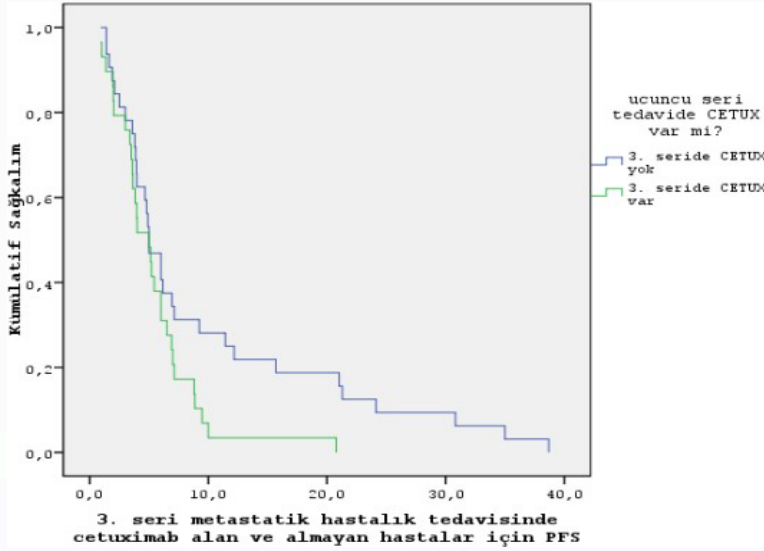 1,0
0,8
0,6
0,4
0,2
0,0
Kümülatif Sağkalım
0,0 10,0 20,0 30,0 40,0
3. seri metastatik hastalık tedavisinde
cetuximab alan ve almayan hastalar için PFS
ucuncu seri
tedavide CETUX
var mi?
3. seride CETUX
yok
3. seride CETUX
var